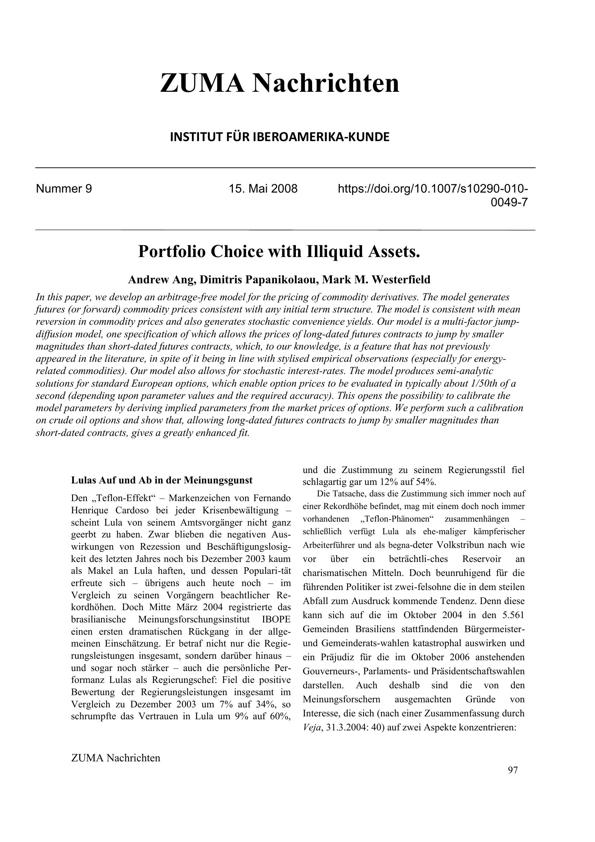 ZUMA Nachrichten
INSTITUT FÜR IBEROAMERIKA-KUNDE
Nummer 9 15. Mai 2008 https://doi.org/10.1007/s10290-010-
0049-7
Portfolio Choice with Illiquid Assets.
Andrew Ang, Dimitris Papanikolaou, Mark M. Westerfield
In this paper, we develop an arbitrage-free model for the pricing of commodity derivatives. The model generates
futures (or forward) commodity prices consistent with any initial term structure. The model is consistent with mean
reversion in commodity prices and also generates stochastic convenience yields. Our model is a multi-factor jump-
diffusion model, one specification of which allows the prices of long-dated futures contracts to jump by smaller
magnitudes than short-dated futures contracts, which, to our knowledge, is a feature that has not previously
appeared in the literature, in spite of it being in line with stylised empirical observations (especially for energy-
related commodities). Our model also allows for stochastic interest-rates. The model produces semi-analytic
solutions for standard European options, which enable option prices to be evaluated in typically about 1/50th of a
second (depending upon parameter values and the required accuracy). This opens the possibility to calibrate the
model parameters by deriving implied parameters from the market prices of options. We perform such a calibration
on crude oil options and show that, allowing long-dated futures contracts to jump by smaller magnitudes than
short-dated contracts, gives a greatly enhanced fit.
Lulas Auf und Ab in der Meinungsgunst
Den „Teflon-Effekt“ – Markenzeichen von Fernando
Henrique Cardoso bei jeder Krisenbewältigung –
scheint Lula von seinem Amtsvorgänger nicht ganz
geerbt zu haben. Zwar blieben die negativen Aus-
wirkungen von Rezession und Beschäftigungslosig-
keit des letzten Jahres noch bis Dezember 2003 kaum
als Makel an Lula haften, und dessen Populari-tät
erfreute sich – übrigens auch heute noch – im
Vergleich zu seinen Vorgängern beachtlicher Re-
kordhöhen. Doch Mitte März 2004 registrierte das
brasilianische Meinungsforschungsinstitut IBOPE
einen ersten dramatischen Rückgang in der allge-
meinen Einschätzung. Er betraf nicht nur die Regie-
rungsleistungen insgesamt, sondern darüber hinaus –
und sogar noch stärker – auch die persönliche Per-
formanz Lulas als Regierungschef: Fiel die positive
Bewertung der Regierungsleistungen insgesamt im
Vergleich zu Dezember 2003 um 7% auf 34%, so
schrumpfte das Vertrauen in Lula um 9% auf 60%,
und die Zustimmung zu seinem Regierungsstil fiel
schlagartig gar um 12% auf 54%.
Die Tatsache, dass die Zustimmung sich immer noch auf
einer Rekordhöhe befindet, mag mit einem doch noch immer
vorhandenen „Teflon-Phänomen“ zusammenhängen –
schließlich verfügt Lula als ehe-maliger kämpferischer
Arbeiterführer und als begna-deter Volkstribun nach wie
vor über ein beträchtli-ches Reservoir an
charismatischen Mitteln. Doch beunruhigend für die
führenden Politiker ist zwei-felsohne die in dem steilen
Abfall zum Ausdruck kommende Tendenz. Denn diese
kann sich auf die im Oktober 2004 in den 5.561
Gemeinden Brasiliens stattfindenden Bürgermeister-
und Gemeinderats-wahlen katastrophal auswirken und
ein Präjudiz für die im Oktober 2006 anstehenden
Gouverneurs-, Parlaments- und Präsidentschaftswahlen
darstellen. Auch deshalb sind die von den
Meinungsforschern ausgemachten Gründe von
Interesse, die sich (nach einer Zusammenfassung durch
Veja, 31.3.2004: 40) auf zwei Aspekte konzentrieren:
ZUMA Nachrichten
97